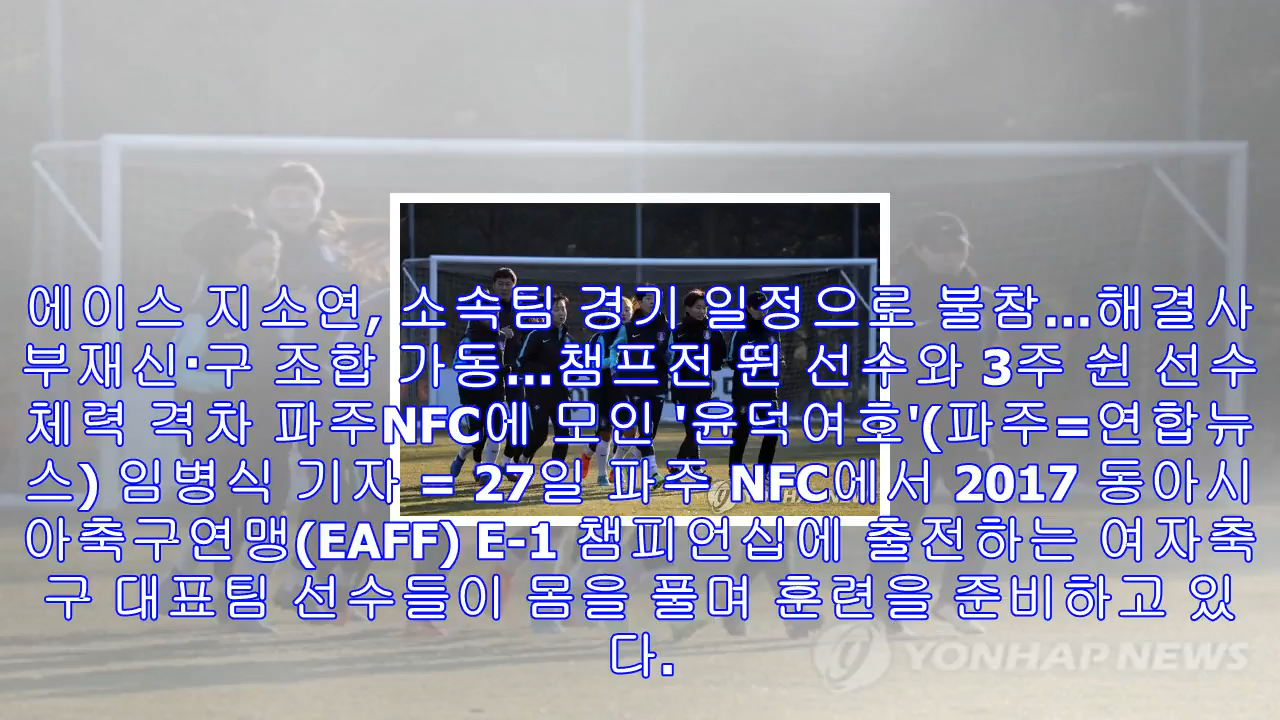 에이스 지소연, 소속팀 경기 일정으로 불참...해결사
부재신·구 조합 가동...챔프전 뛴 선수와 3주 쉰 선수
체력 격차 파주NFC에 모인 '윤덕여호'(파주=연합뉴
스) 임병식 기자 = 27일 파주 NFC에서 2017 동아시
아축구연맹(EAFF) E-1 챔피언십에 출전하는 여자축
구 대표팀 선수들이 몸을 풀며 훈련을 준비하고 있
다.
YONHAP NEWS